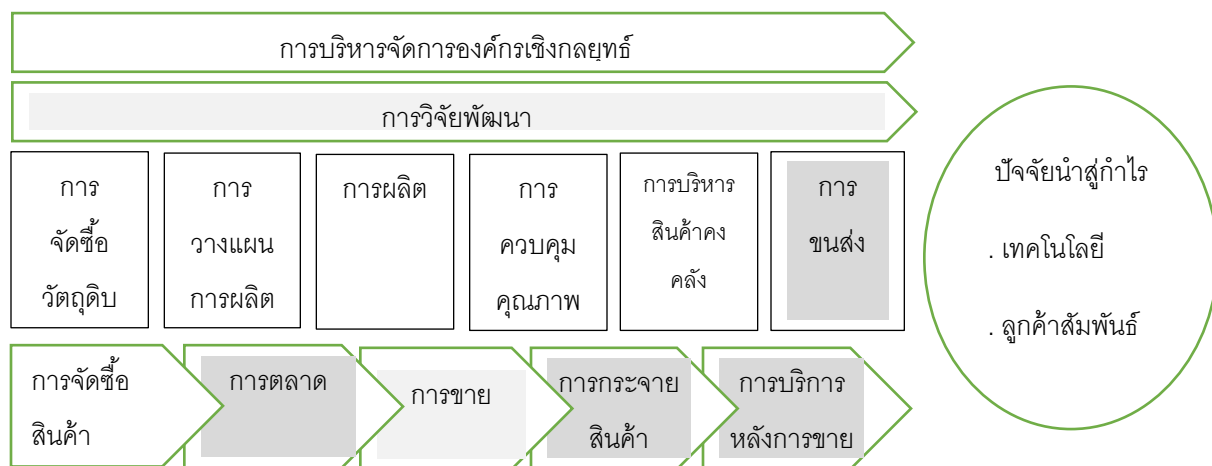 การบริหารจัดการองค์กรเชิงกลยุทธ์
การวิจัยพัฒนา
การ
จัดซื้อ
วัตถุดิบ
การ
วางแผน
การผลิต
การผลิต
การ
ควบคุม
คุณภาพ
การบริหาร
สินค้าคง
คลัง
การ
ขนส่ง
ปัจจัยนำสู่กำไร
. เทคโนโลยี
. ลูกค้าสัมพันธ์
การจัดซื้อ
สินค้า
การตลาด
การขาย
การกระจาย
สินค้า
การบริการ
หลังการขาย